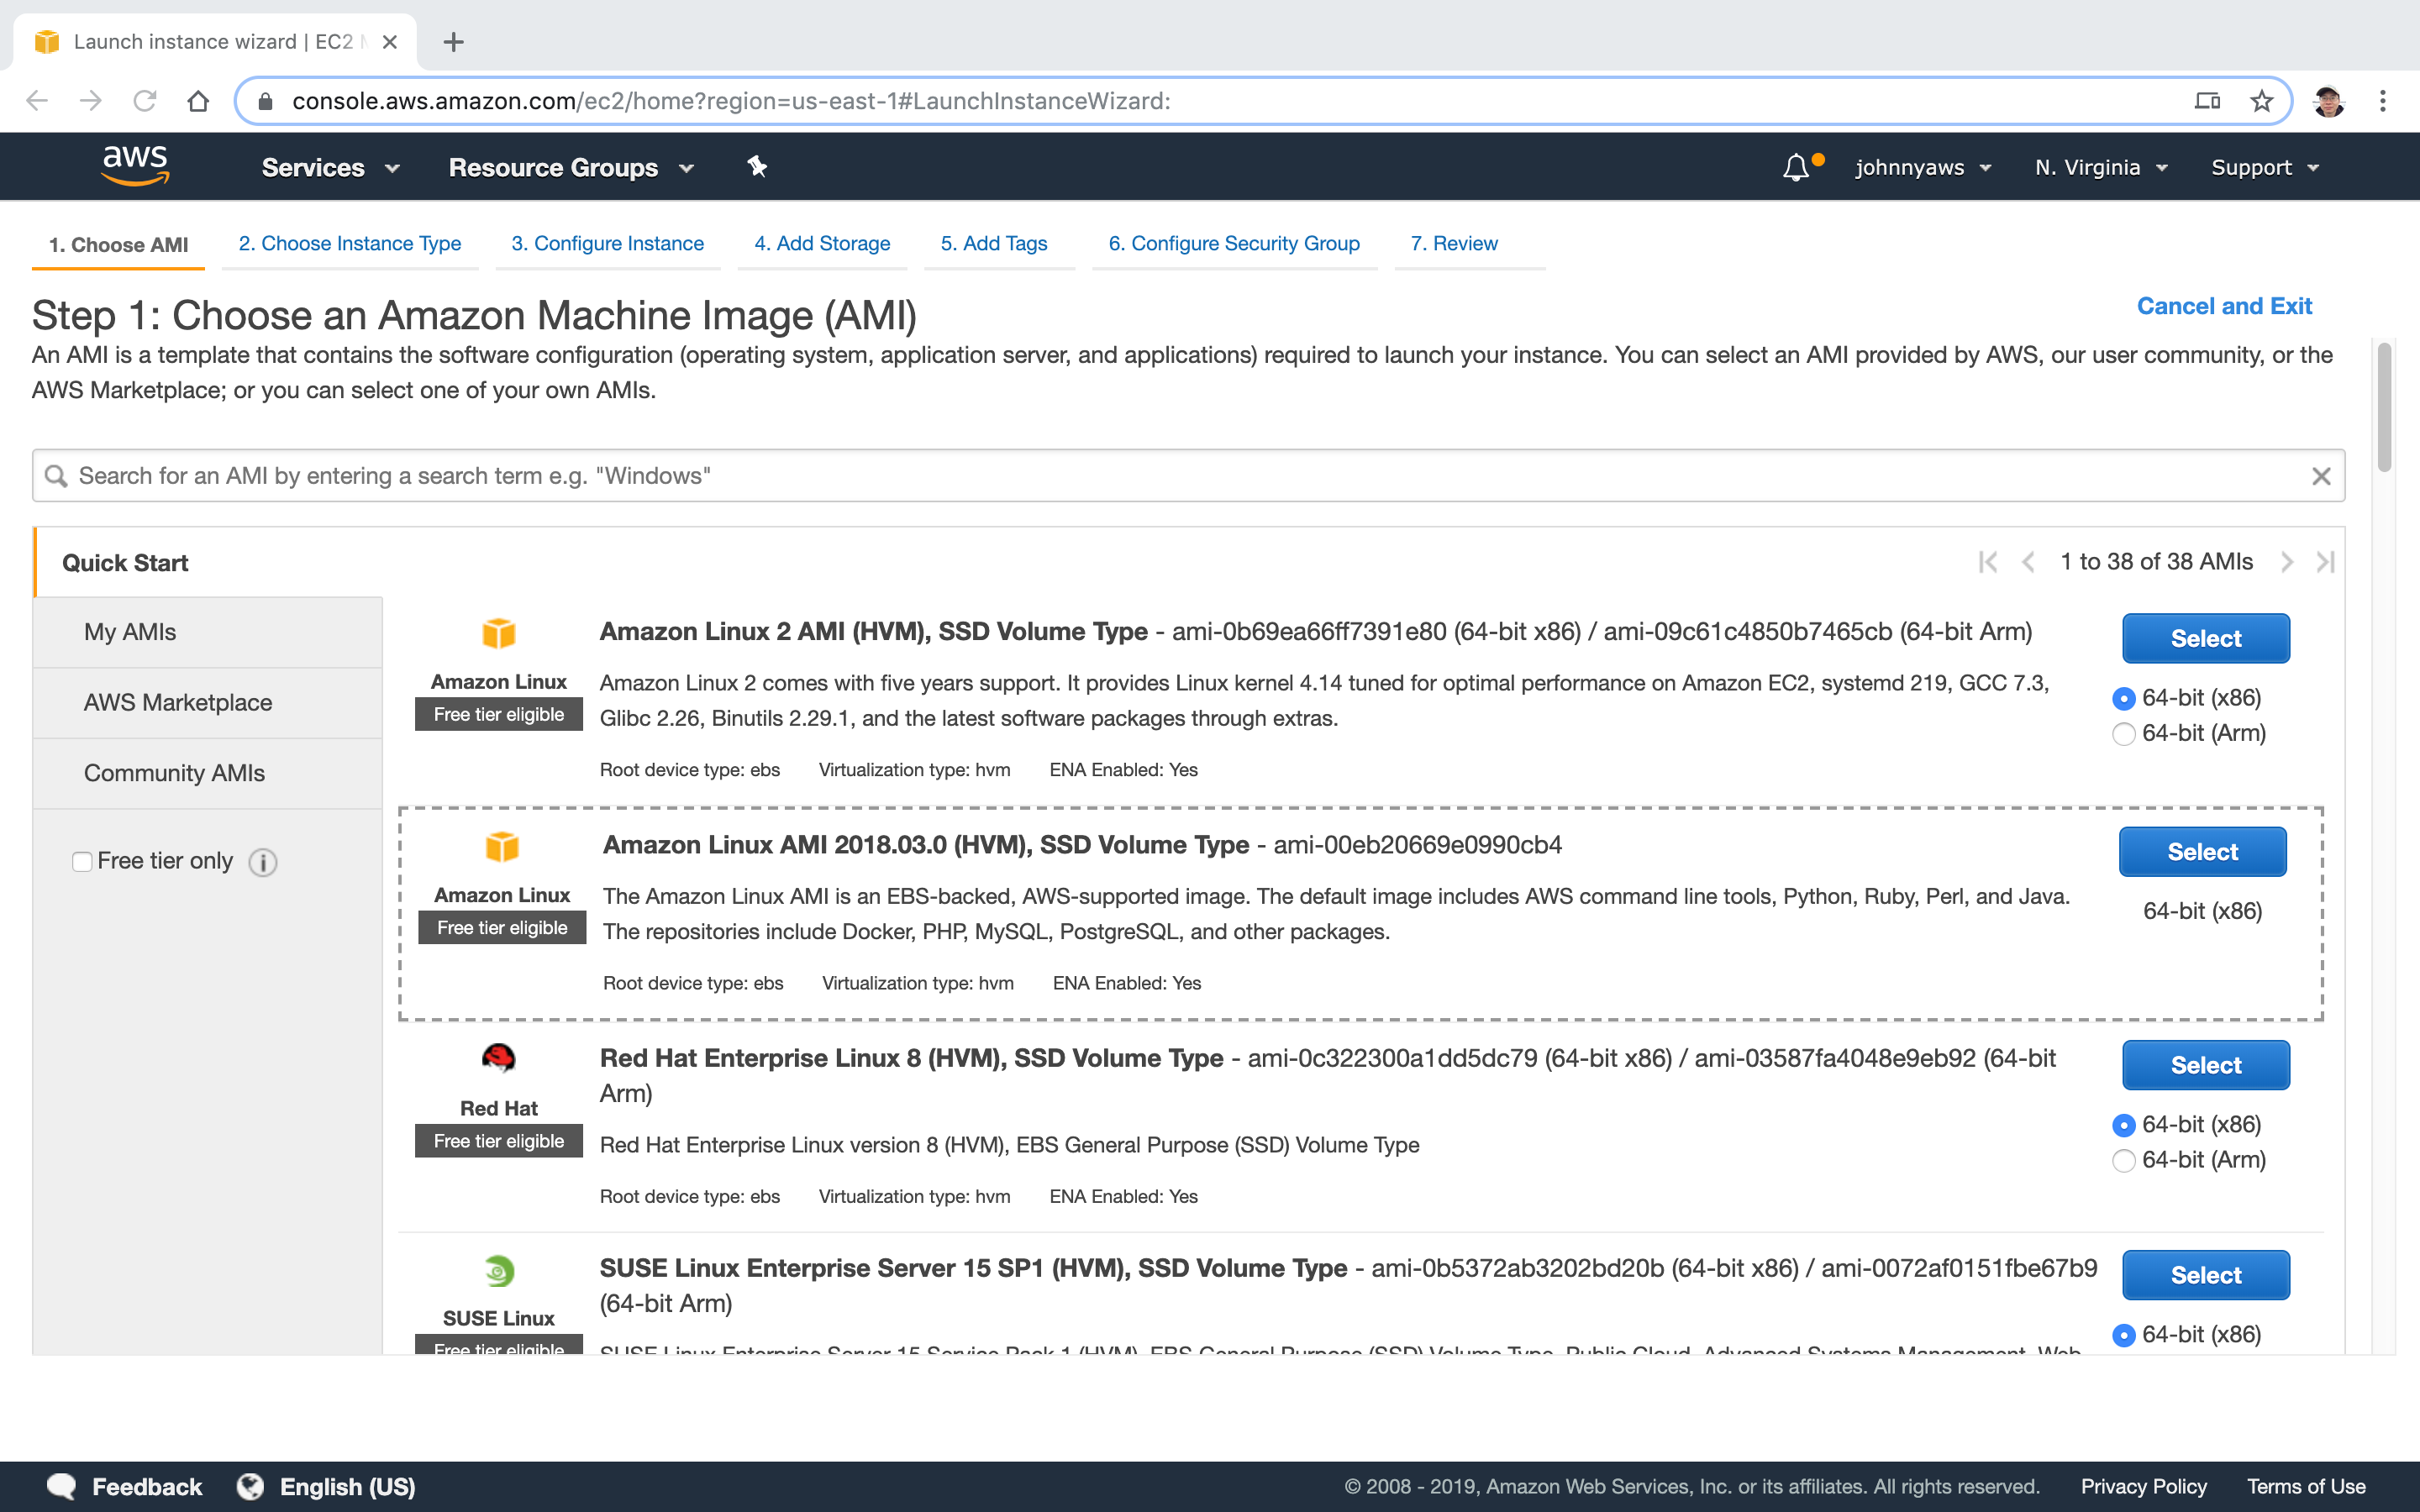 Launch instance wizard | EC2
console.aws.amazon.com/ec2/home?region=us-east-1#LaunchInstanceWizard:
aws Services Resource Groups johnnyaws N. Virginia Support
1. Choose AMI 2. Choose Instance Type 3. Configure Instance 4. Add Storage 5. Add Tags 6. Configure Security Group 7. Review
Step 1: Choose an Amazon Machine Image (AMI)
Cancel and Exit
An AMI is a template that contains the software configuration (operating system, application server, and applications) required to launch your instance. You can select an AMI provided by AWS, our user community, or the
AWS Marketplace; or you can select one of your own AMIs.
Search for an AMI by entering a search term e.g. "Windows"
Quick Start
My AMIs
AWS Marketplace
Community AMIs
Free tier only
1 to 38 of 38 AMIs
Amazon Linux
Free tier eligible
Amazon Linux 2 AMI (HVM), SSD Volume Type - ami-0b69ea66ff7391e80 (64-bit x86) / ami-09c61c4850b7465cb (64-bit Arm)
Amazon Linux 2 comes with five years support. It provides Linux kernel 4.14 tuned for optimal performance on Amazon EC2, systemd 219, GCC 7.3,
Glibc 2.26, Binutils 2.29.1, and the latest software packages through extras.
Root device type: ebs Virtualization type: hvm ENA Enabled: Yes
Select
64-bit (x86)
64-bit (Arm)
Amazon Linux
Free tier eligible
Amazon Linux AMI 2018.03.0 (HVM), SSD Volume Type - ami-00eb20669e0990cb4
The Amazon Linux AMI is an EBS-backed, AWS-supported image. The default image includes AWS command line tools, Python, Ruby, Perl, and Java.
The repositories include Docker, PHP, MySQL, PostgreSQL, and other packages.
Root device type: ebs Virtualization type: hvm ENA Enabled: Yes
Select
64-bit (x86)
Red Hat
Free tier eligible
Red Hat Enterprise Linux 8 (HVM), SSD Volume Type - ami-0c322300a1dd5dc79 (64-bit x86) / ami-03587fa4048e9eb92 (64-bit
Arm)
Red Hat Enterprise Linux version 8 (HVM), EBS General Purpose (SSD) Volume Type
Root device type: ebs Virtualization type: hvm ENA Enabled: Yes
Select
64-bit (x86)
64-bit (Arm)
SUSE Linux
Free tier eligible
SUSE Linux Enterprise Server 15 SP1 (HVM), SSD Volume Type - ami-0b5372ab3202bd20b (64-bit x86) / ami-0072af0151fbe67b9
(64-bit Arm)
SUSE Linux Enterprise Server 15 Service Pack 1 (HVM), EBS General Purpose (SSD) Volume Type, Public Cloud, Advanced Systems Management, Web
Select
64-bit (x86)
Feedback English (US) © 2008 - 2019, Amazon Web Services, Inc. or its affiliates. All rights reserved. Privacy Policy Terms of Use